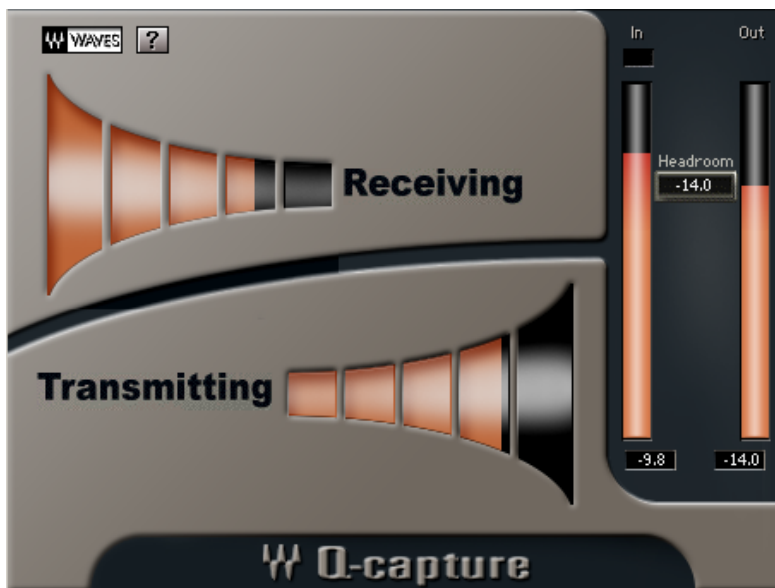 WAVES ?
In Out
Headroom
-14.0
Receiving
Transmitting
-9.8 -14.0
Q-capture